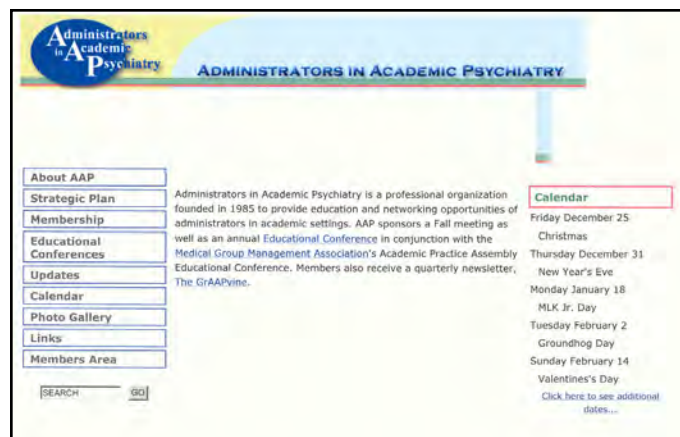 Administrators
in Academic
Psychiatry
ADMINISTRATORS IN ACADEMIC PSYCHIATRY
About AAP
Strategic Plan
Membership
Educational
Conferences
Updates
Calendar
Photo Gallery
Links
Members Area
SEARCH GO
Administrators in Academic Psychiatry is a professional organization
founded in 1985 to provide education and networking opportunities of
administrators in academic settings. AAP sponsors a Fall meeting as
well as an annual Educational Conference in conjunction with the
Medical Group Management Association's Academic Practice Assembly
Educational Conference. Members also receive a quarterly newsletter,
The GrAAPvine.
Calendar
Friday December 25
Christmas
Thursday December 31
New Year's Eve
Monday January 18
MLK Jr. Day
Tuesday February 2
Groundhog Day
Sunday February 14
Valentines's Day
Click here to see additional
dates....